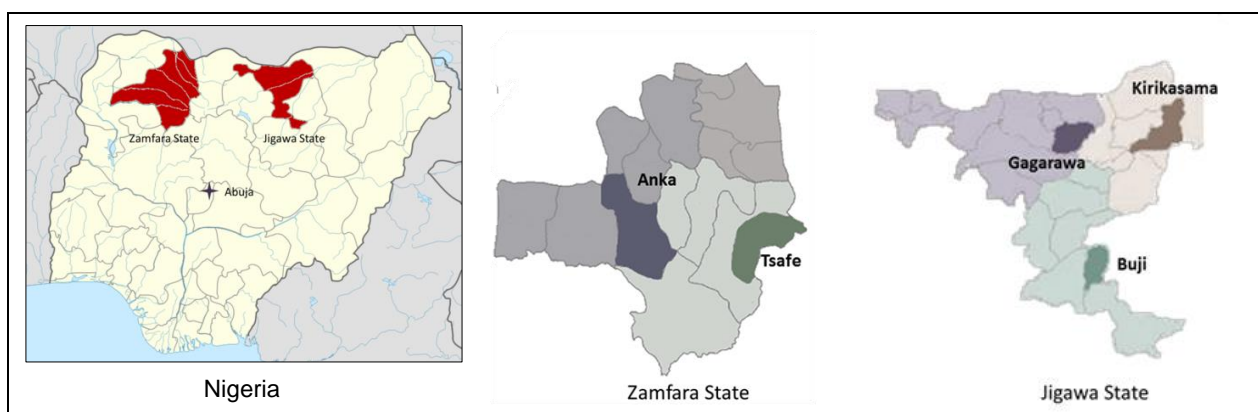 Zamfara State
Jigawa State
Abuja
Nigeria
Anka
Tsafe
Zamfara State
Kirikasama
Gagarawa
Buji
Jigawa State